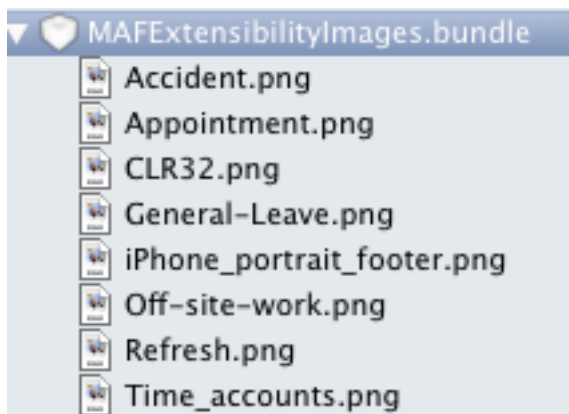 MAFExtensibilityImages.bundle
Accident.png
Appointment.png
CLR32.png
General-Leave.png
iPhone_portrait_footer.png
Off-site-work.png
Refresh.png
Time_accounts.png